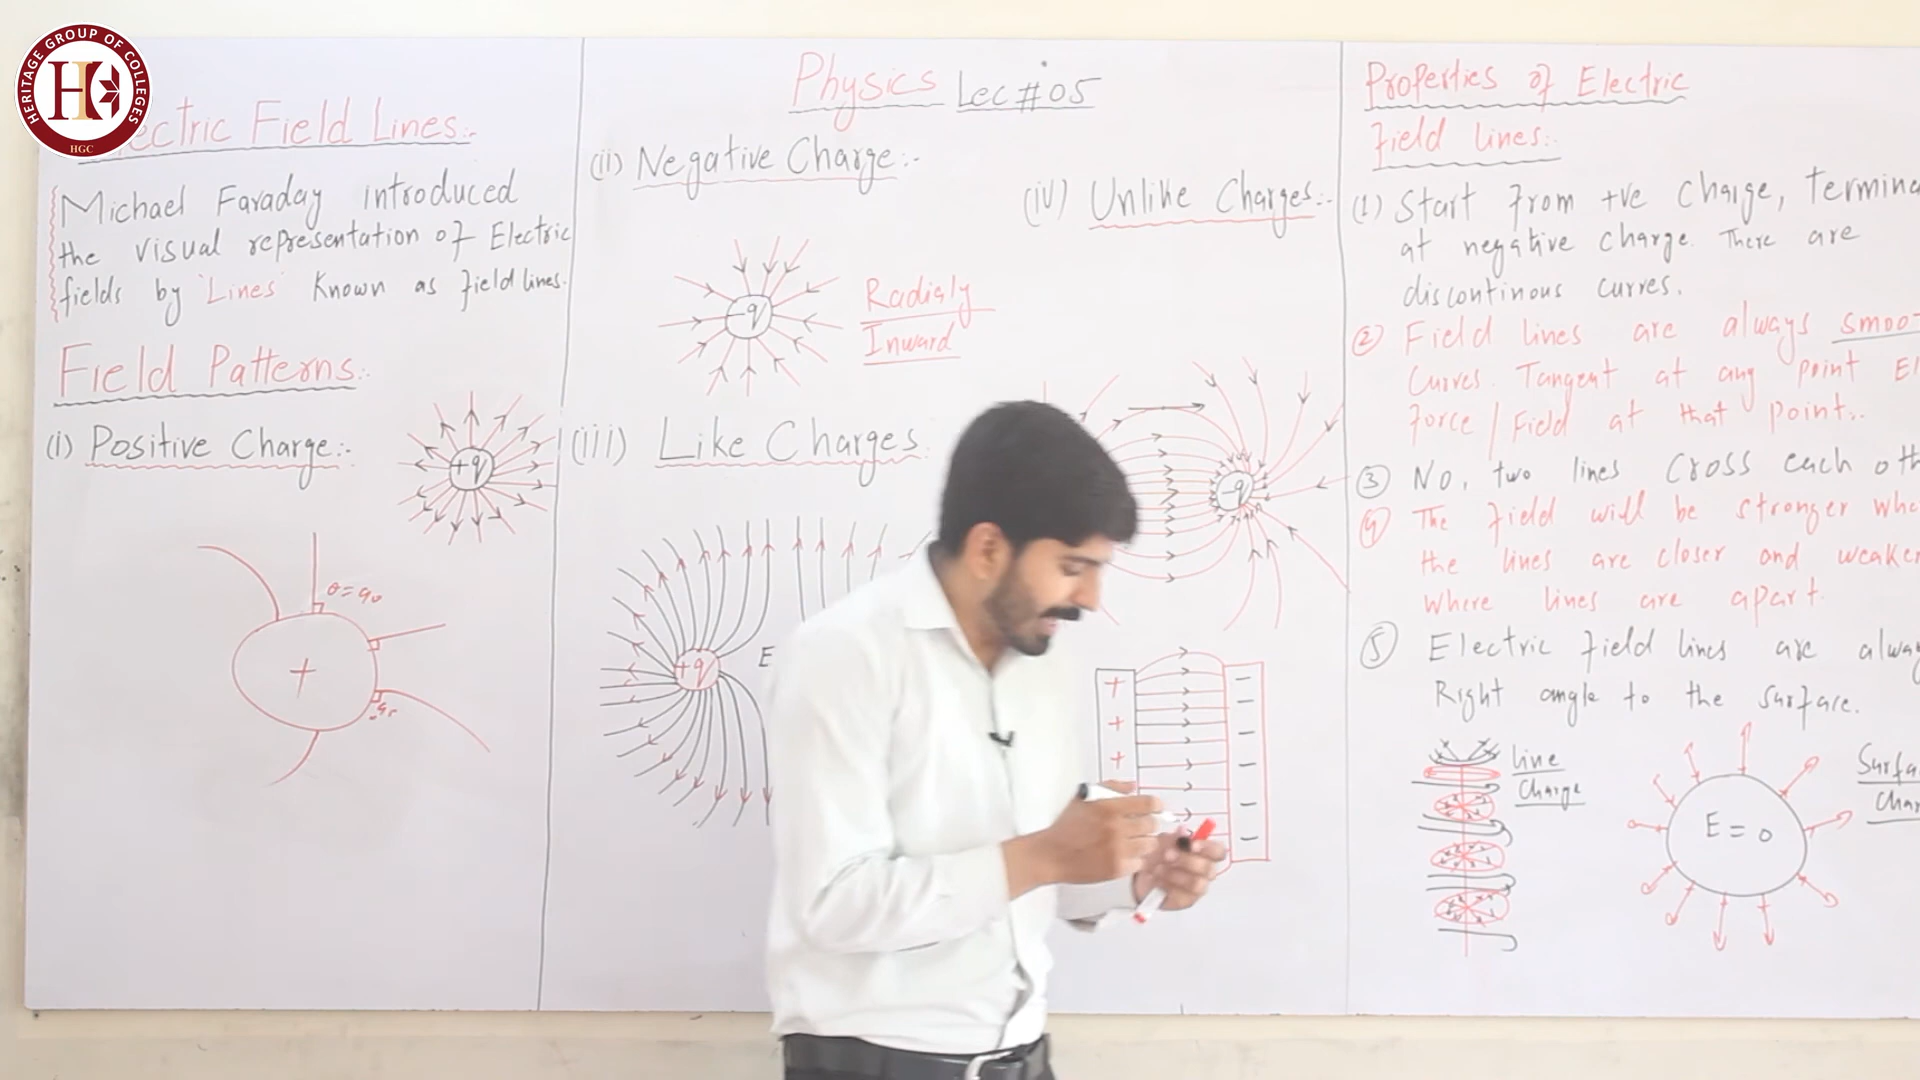 HERITAGE GROUP OF COLLEGES
HGC
ectric Field Lines:-
Michael Faraday introduced
the visual representation of Electric
fields by 'Lines' Known as field lines.
Field Patterns:-
(i) Positive Charge:-
+q
θ = 90
+
Physics Lec # 05
(ii) Negative Charge:-
-q
Radialy
Inward
(iii) Like Charges
+q
E
(iv) Unlike Charges:-
-q
+
+
+
−
−
−
−
−
Properties of Electric
field lines:-
(1) Start from +ve Charge, termina
at negative charge. There are
discontinous curves.
(2) Field lines are always smoo
Curves. Tangent at any point El
force / Field at that point..
(3) No, two lines Cross each oth
(4) The field will be stronger whe
the lines are closer and weaker
where lines are apart.
(5) Electric field lines are alway
Right angle to the surface.
Line
Charge
E = 0
Surfa
Char